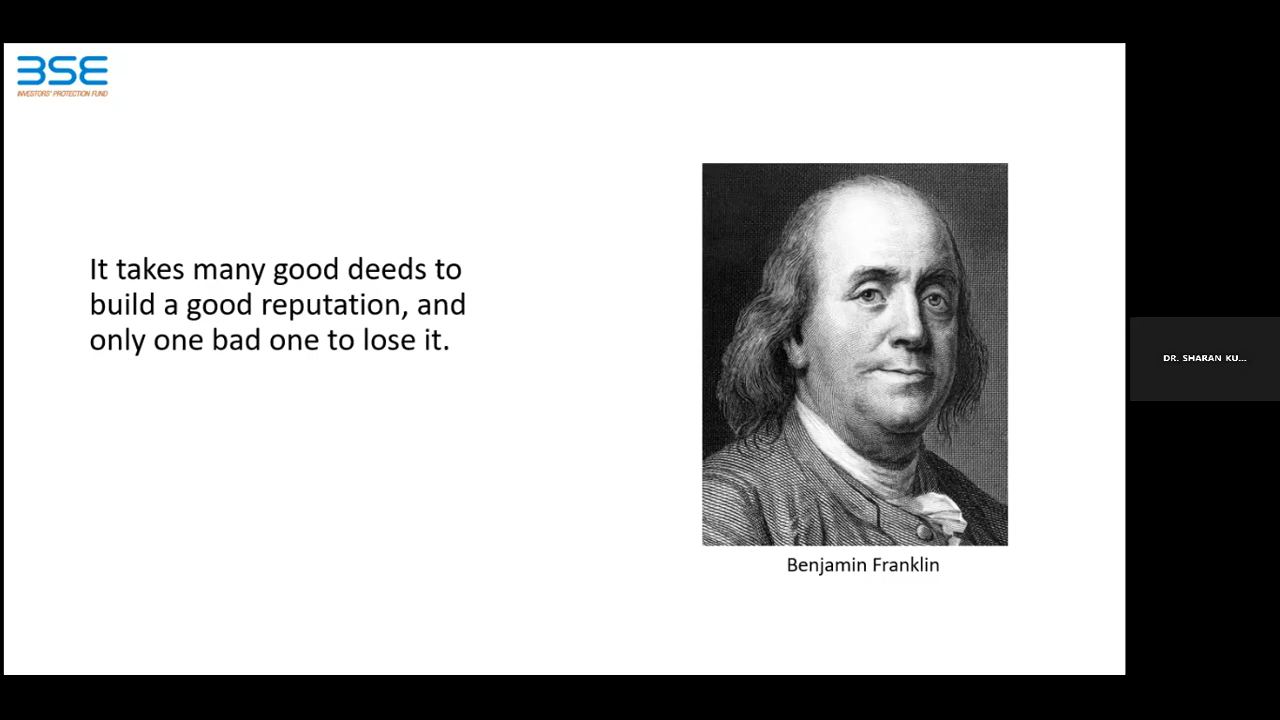 BSE
INVESTORS' PROTECTION FUND
It takes many good deeds to
build a good reputation, and
only one bad one to lose it.
Benjamin Franklin
DR. SHARAN KU...